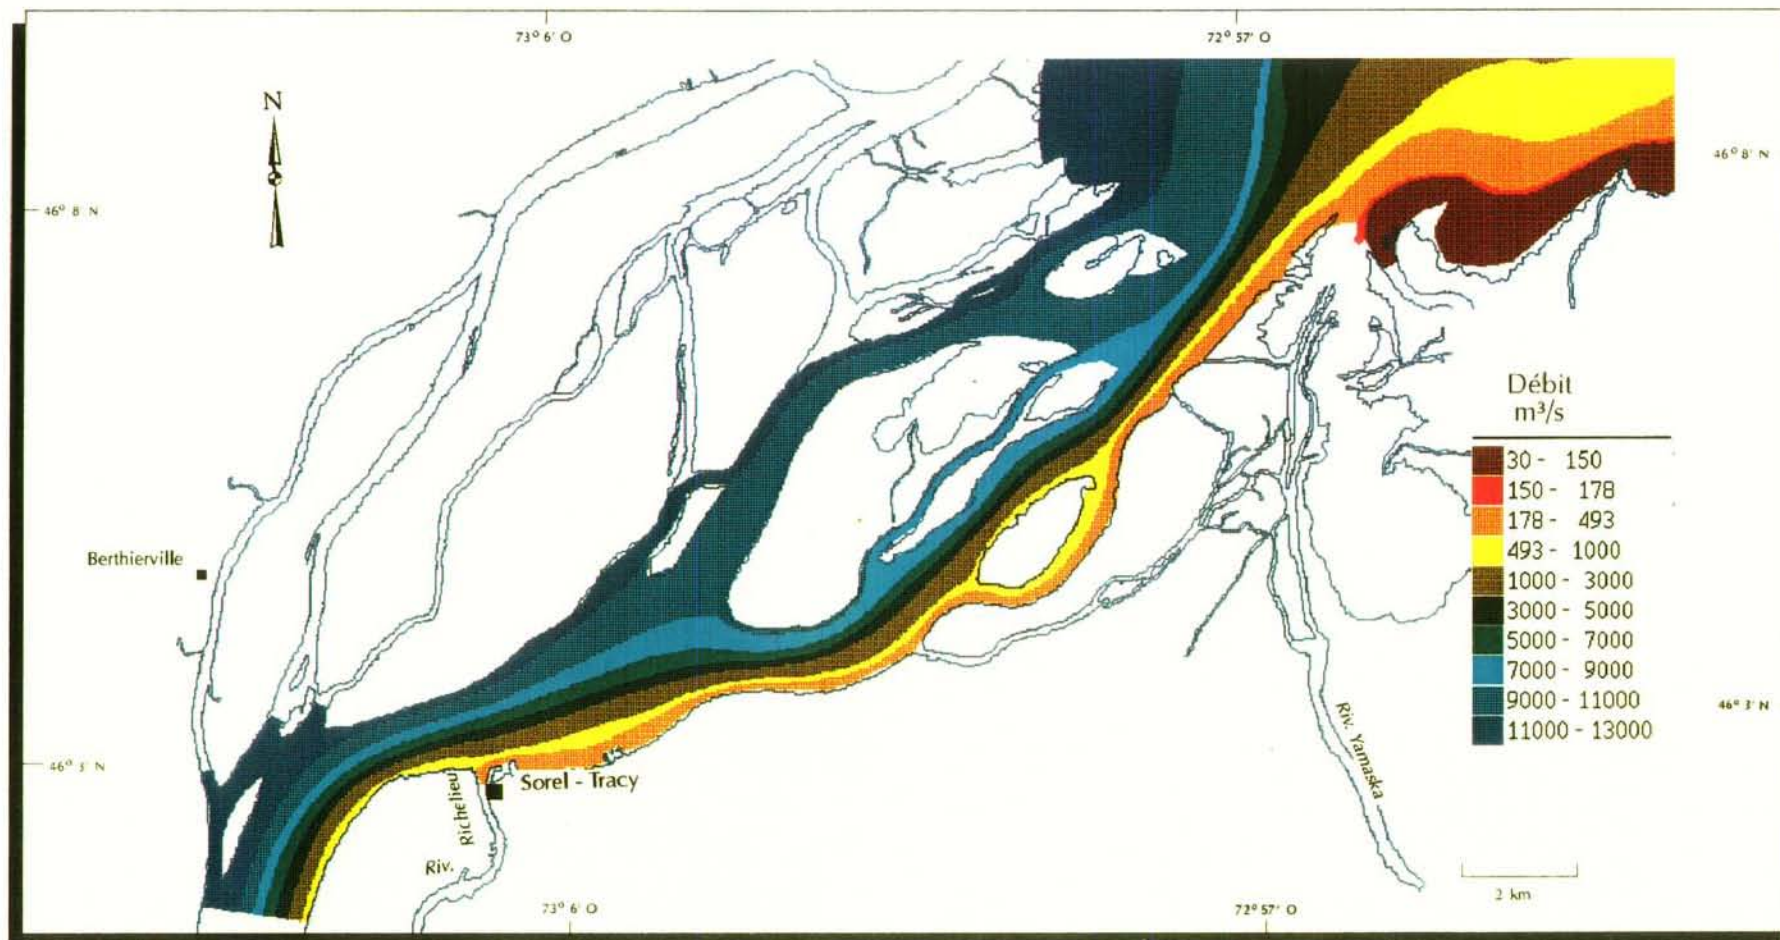 73° 6' O
72° 57' O
N
46° 8' N
46° 8' N
Débit
m³/s
30 - 150
150 - 178
178 - 493
493 - 1000
1000 - 3000
3000 - 5000
5000 - 7000
7000 - 9000
9000 - 11000
11000 - 13000
Berthierville
46° 3' N
46° 3' N
Sorel - Tracy
Riv. Richelieu
Riv. Yamaska
2 km
73° 6' O
72° 57' O